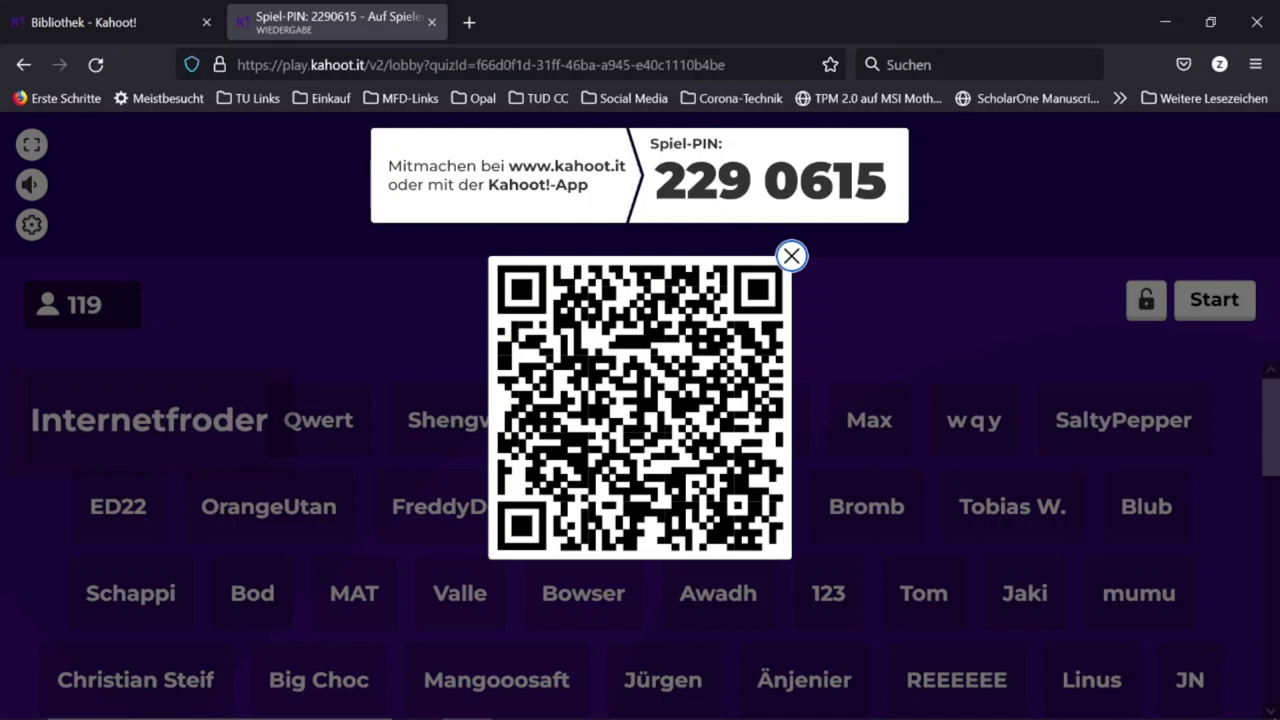 Bibliothek - Kahoot!
Spiel-PIN: 2290615 - Auf Spiele
WIEDERGABE
https://play.kahoot.it/v2/lobby?quizId=f66d0f1d-31ff-46ba-a945-e40c1110b4be
Suchen
Erste Schritte Meistbesucht TU Links Einkauf MFD-Links Opal TUD CC Social Media Corona-Technik TPM 2.0 auf MSI Moth... ScholarOne Manuscri... Weitere Lesezeichen
Mitmachen bei www.kahoot.it
oder mit der Kahoot!-App
Spiel-PIN:
229 0615
119
Start
Internetfroder Qwert Shengw Max wqy SaltyPepper
ED22 OrangeUtan FreddyD Bromb Tobias W. Blub
Schappi Bod MAT Valle Bowser Awadh 123 Tom Jaki mumu
Christian Steif Big Choc Mangooosaft Jürgen Änjenier REEEEEE Linus JN